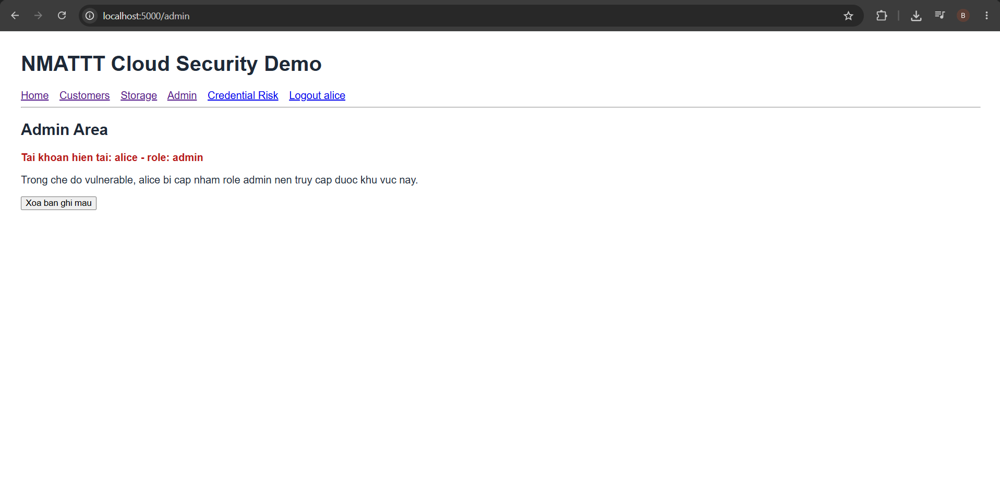 localhost:5000/admin
B
NMATTT Cloud Security Demo
Home Customers Storage Admin Credential Risk Logout alice
Admin Area
Tai khoan hien tai: alice - role: admin
Trong che do vulnerable, alice bi cap nham role admin nen truy cap duoc khu vuc nay.
Xoa ban ghi mau